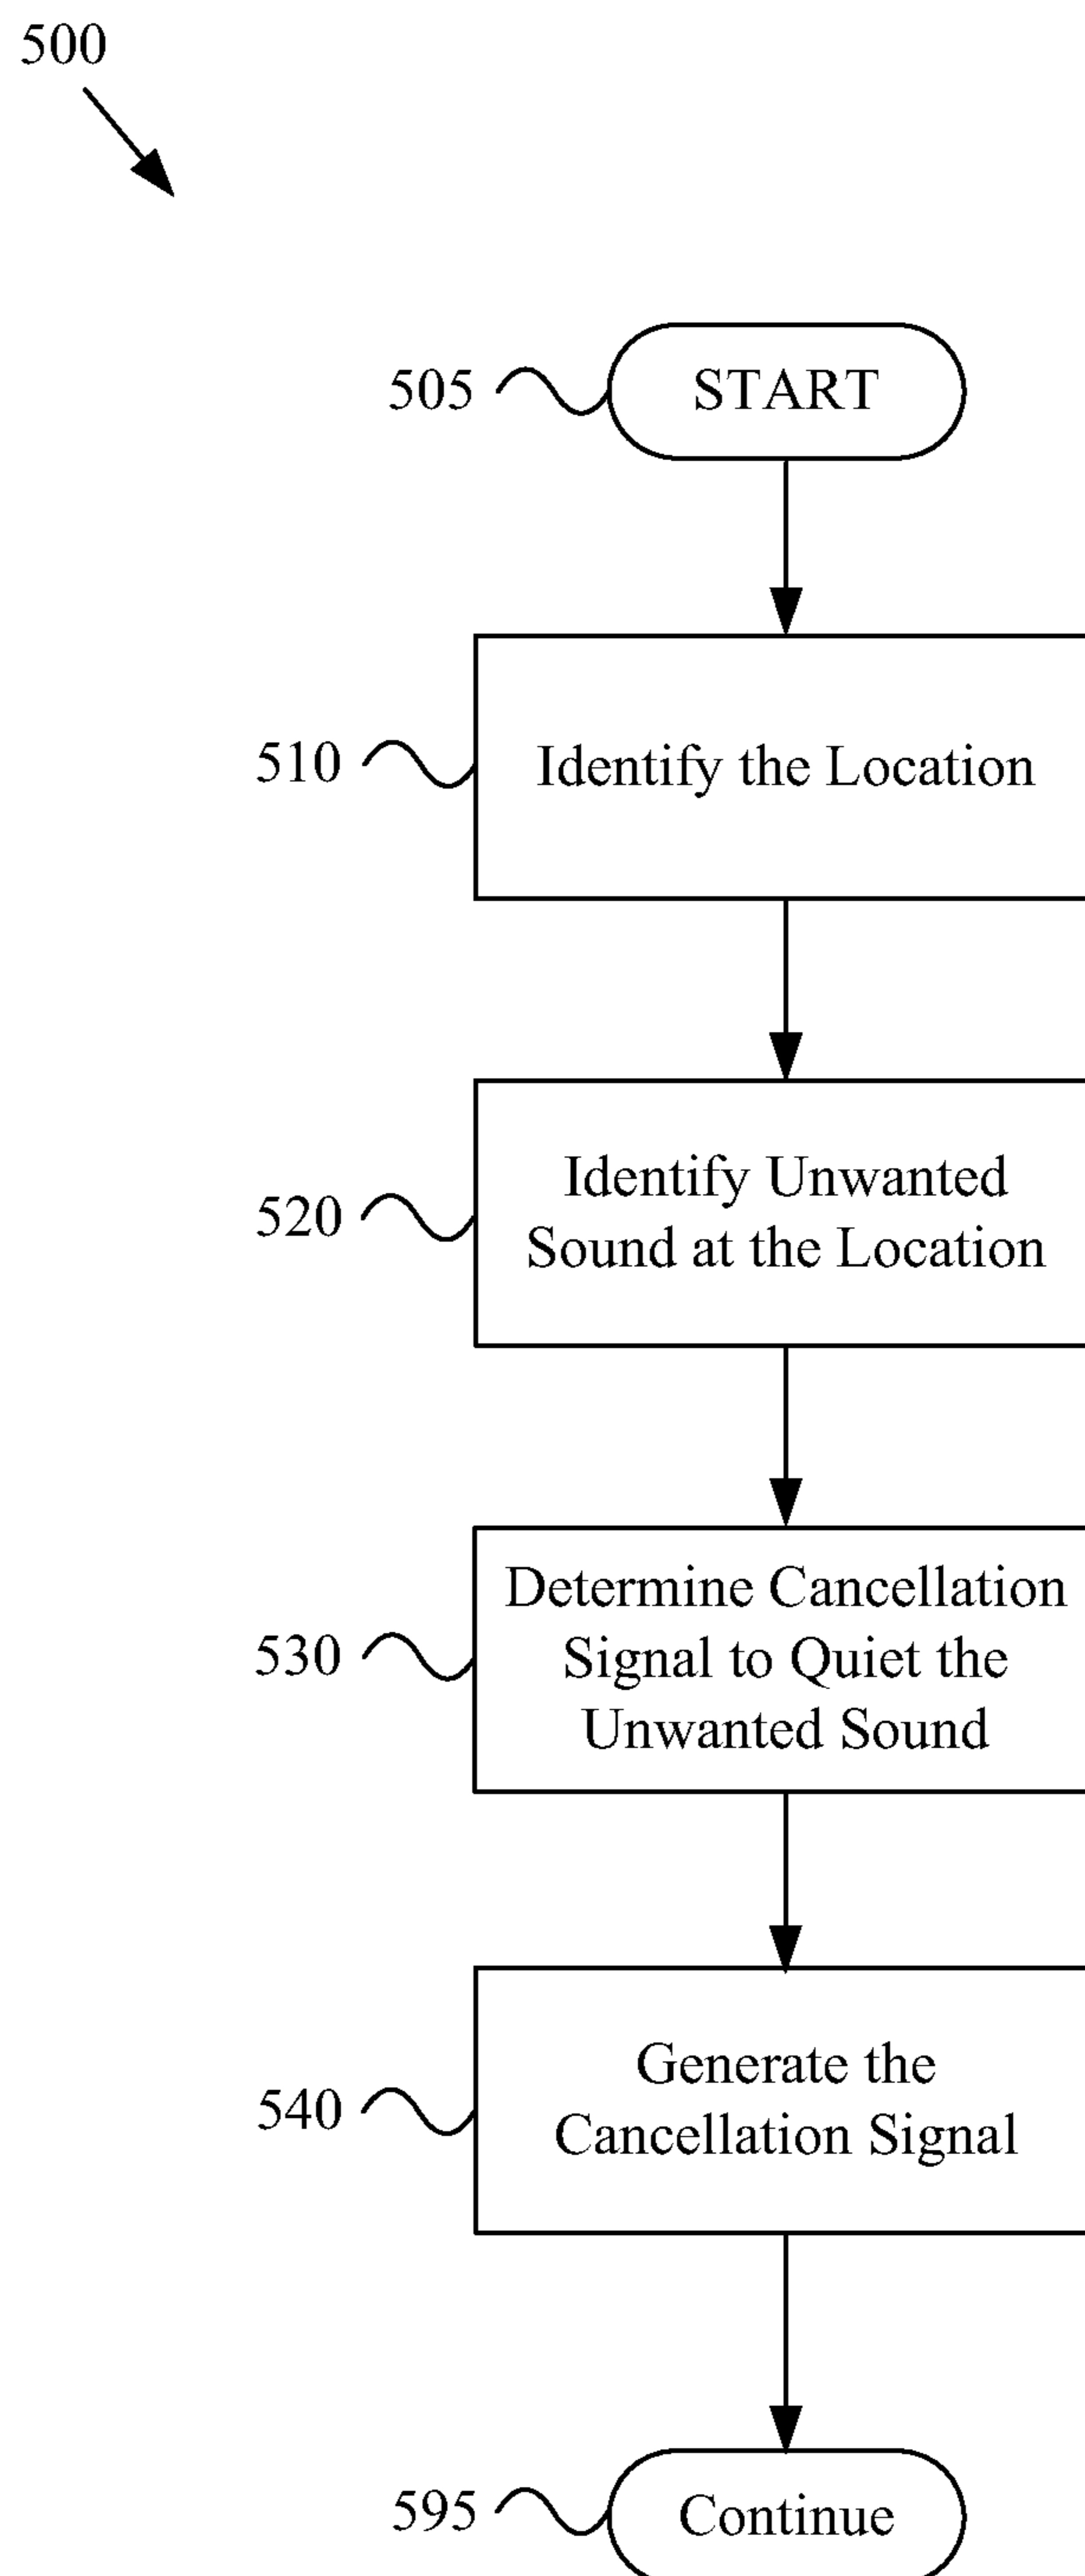 500
505
START
510
Identify the Location
520
Identify Unwanted
Sound at the Location
530
Determine Cancellation
Signal to Quiet the
Unwanted Sound
540
Generate the
Cancellation Signal
595
Continue